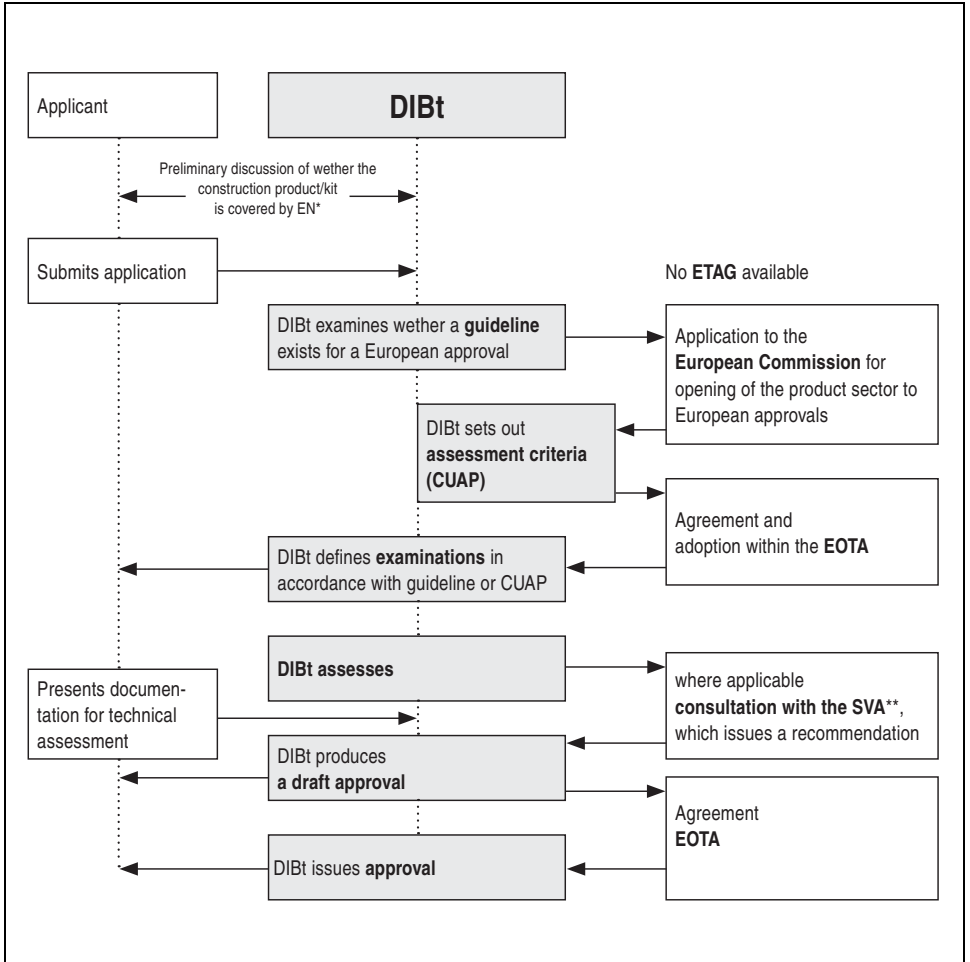 Applicant
DIBt
Preliminary discussion of wether the
construction product/kit
is covered by EN*
Submits application
No ETAG available
DIBt examines wether a guideline
exists for a European approval
Application to the
European Commission for
opening of the product sector to
European approvals
DIBt sets out
assessment criteria
(CUAP)
Agreement and
adoption within the EOTA
DIBt defines examinations in
accordance with guideline or CUAP
DIBt assesses
Presents documen-
tation for technical
assessment
where applicable
consultation with the SVA**,
which issues a recommendation
DIBt produces
a draft approval
Agreement
EOTA
DIBt issues approval